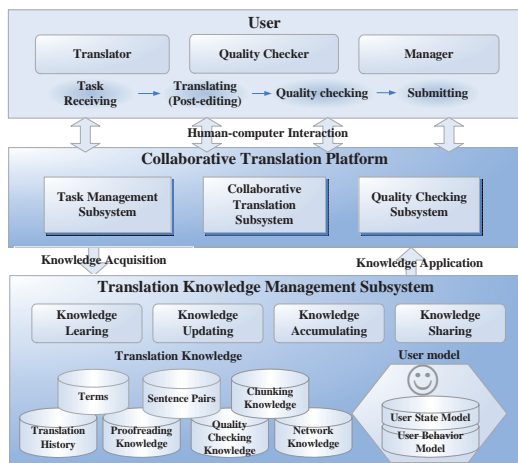 User
Translator
Quality Checker
Manager
Task
Receiving
Translating
(Post-editing)
Quality checking
Submitting
Human-computer Interaction
Collaborative Translation Platform
Task Management
Subsystem
Collaborative
Translation
Subsystem
Quality Checking
Subsystem
Knowledge Acquisition
Knowledge Application
Translation Knowledge Management Subsystem
Knowledge
Learing
Knowledge
Updating
Knowledge
Accumulating
Knowledge
Sharing
Translation Knowledge
User model
Terms
Sentence Pairs
Chunking
Knowledge
Translation
History
Proofreading
Knowledge
Quality
Checking
Knowledge
Network
Knowledge
User State Model
User Behavior
Model